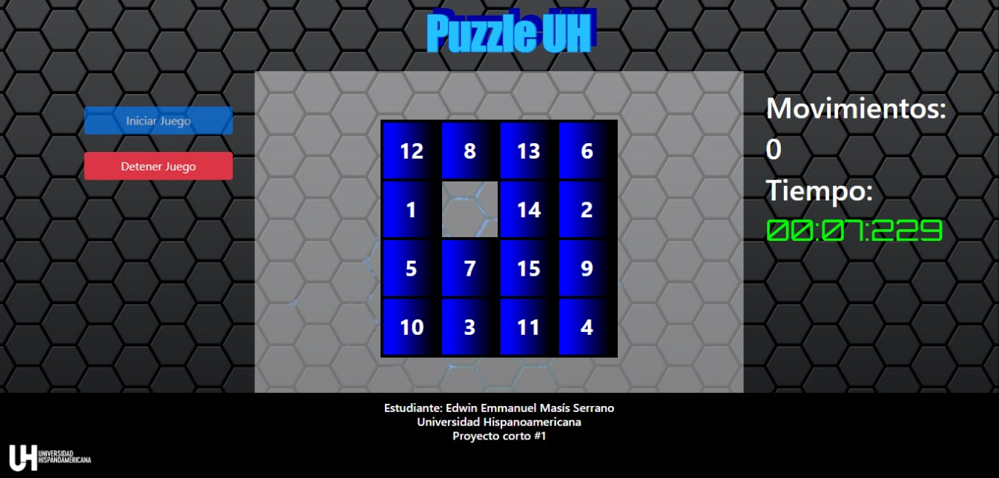 Puzzle UH
Iniciar Juego
Detener Juego
12 8 13 6
1 14 2
5 7 15 9
10 3 11 4
Movimientos:
0
Tiempo:
00:07:229
Estudiante: Edwin Emmanuel Masís Serrano
Universidad Hispanoamericana
Proyecto corto #1
UH UNIVERSIDAD
HISPANOAMERICANA